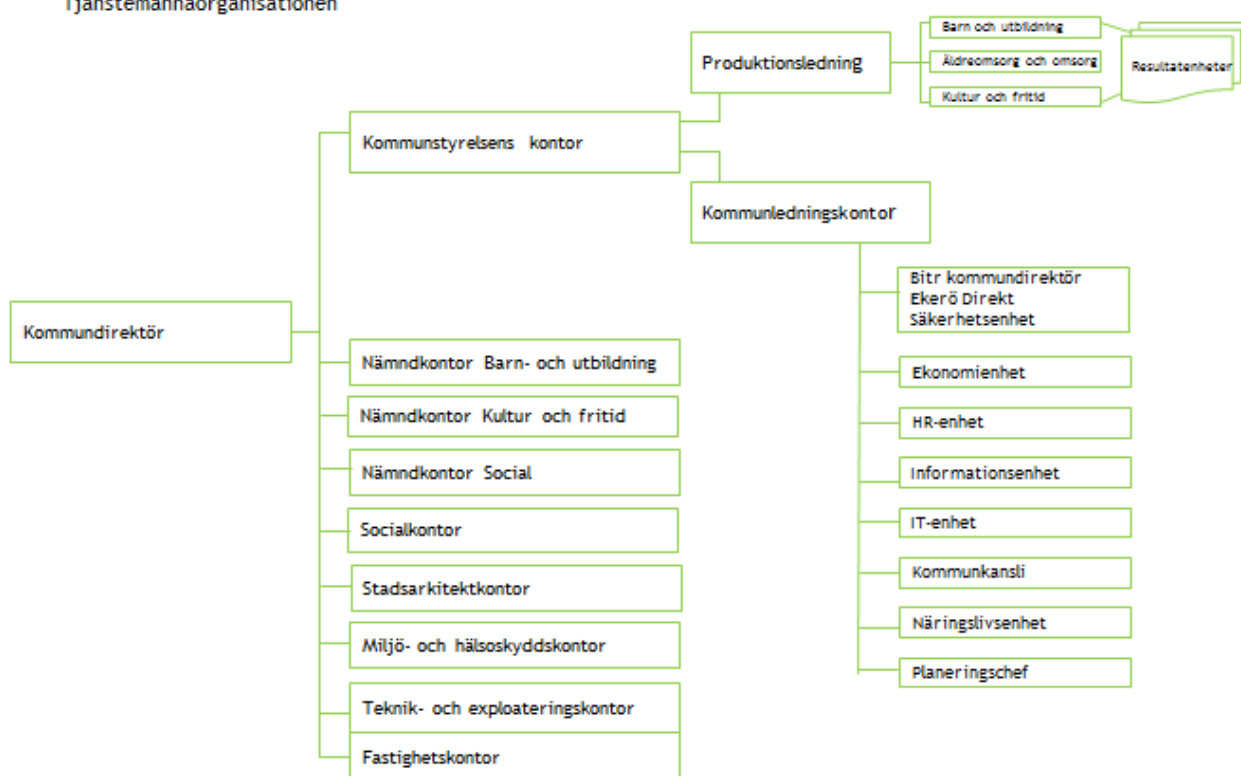 Tjänstemannaorganisationen
Barn och utbildning
Produktionsledning
Äldreomsorg och omsorg
Resultatenheter
Kultur och fritid
Kommunstyrelsens kontor
Kommunledningskontor
Bitr kommundirektör
Ekerö Direkt
Säkerhetsenhet
Kommundirektör
Nämndkontor Barn- och utbildning
Ekonomienhet
Nämndkontor Kultur och fritid
HR-enhet
Nämndkontor Social
Informationsenhet
Socialkontor
IT-enhet
Stadsarkitektkontor
Kommunkansli
Miljö- och hälsoskyddskontor
Näringslivsenhet
Planeringschef
Teknik- och exploateringskontor
Fastighetskontor